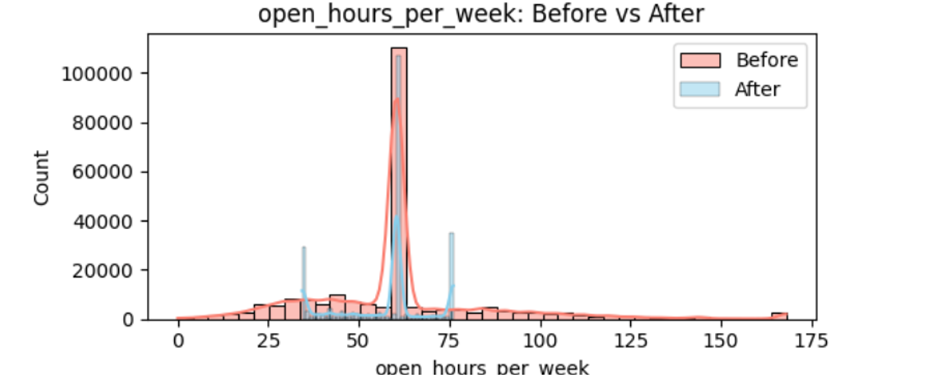 open_hours_per_week: Before vs After
Before
After
100000
80000
60000
40000
20000
0
Count
0 25 50 75 100 125 150 175
open_hours_per_week